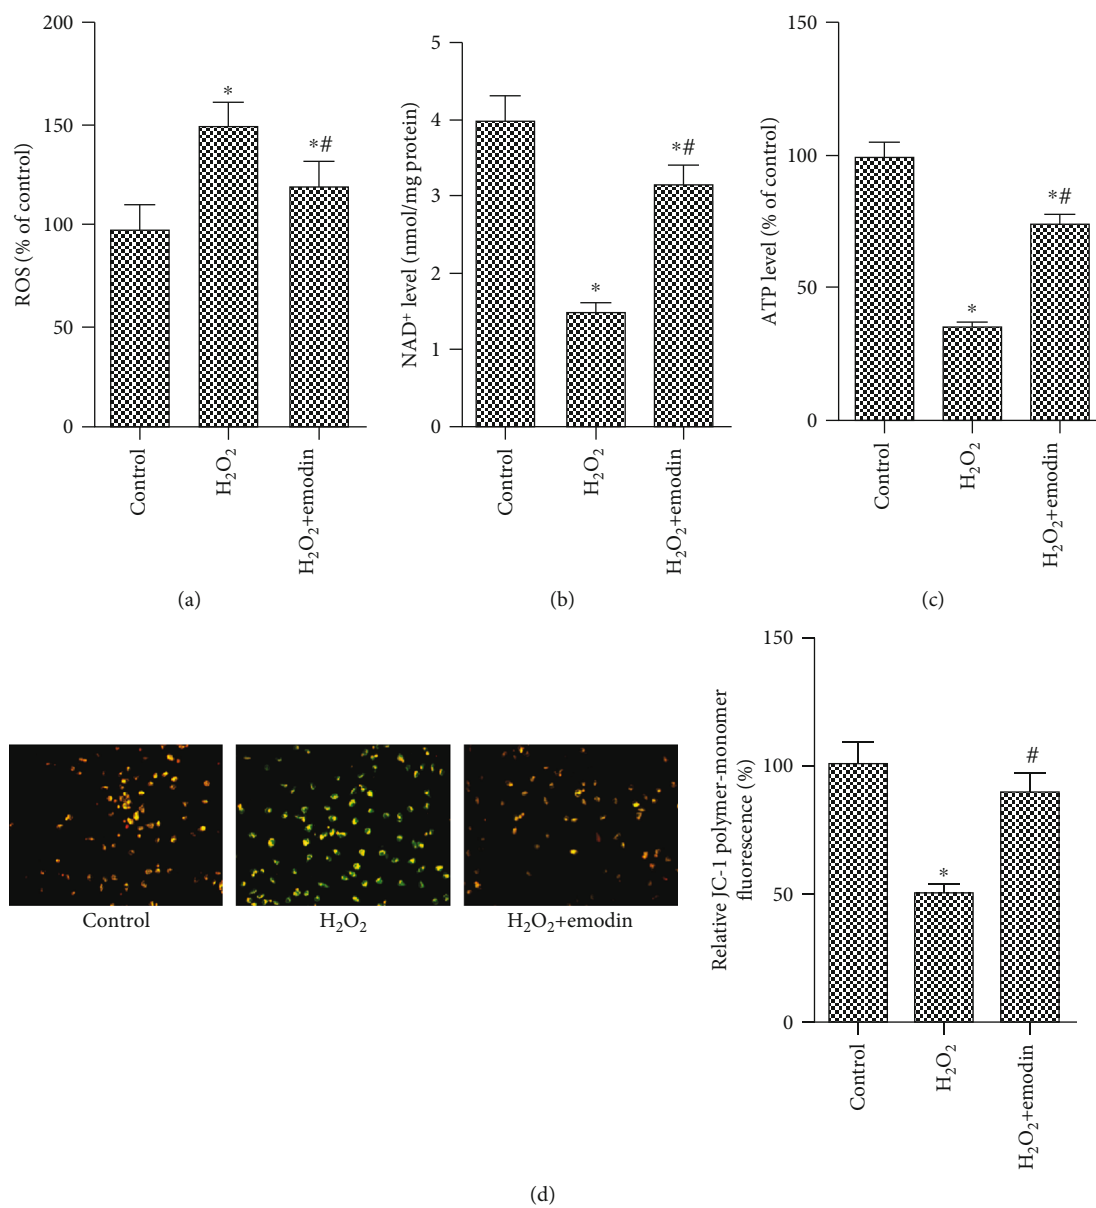 200
150
100
50
0
ROS (% of control)
*
*#
Control
H₂O₂
H₂O₂+emodin
(a)
5
4
3
2
1
0
NAD⁺ level (nmol/mg protein)
*
*#
Control
H₂O₂
H₂O₂+emodin
(b)
150
100
50
0
ATP level (% of control)
*
*#
Control
H₂O₂
H₂O₂+emodin
(c)
Control
H₂O₂
H₂O₂+emodin
150
100
50
0
Relative JC-1 polymer-monomer
fluorescence (%)
*
#
Control
H₂O₂
H₂O₂+emodin
(d)